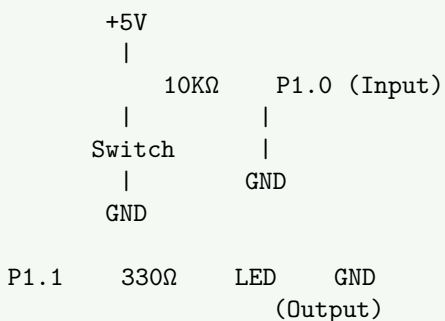 +5V
|
10KΩ P1.0 (Input)
| |
Switch |
| GND
GND
P1.1 330Ω LED GND
(Output)